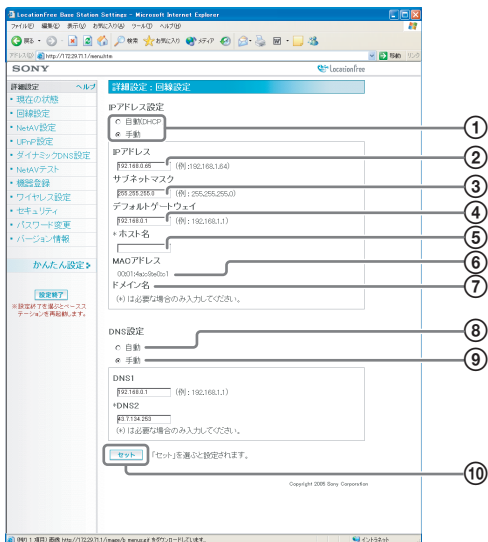 LocationFree Base Station Settings - Microsoft Internet Explorer
ファイル(F) 編集(E) 表示(V) お気に入り(A) ツール(T) ヘルプ(H)
戻る 検索 お気に入り メディア
アドレス(D) http://172.29.71.1/menu.htm 移動 リンク
SONY LocationFree
詳細設定 ヘルプ
・現在の状態
・回線設定
・NetAV設定
・UPnP設定
・ダイナミックDNS設定
・NetAVテスト
・機器登録
・ワイヤレス設定
・セキュリティ
・パスワード変更
・バージョン情報
かんたん設定
設定終了
※設定終了を選ぶとベースス
テーションを再起動します。
詳細設定:回線設定
IPアドレス設定
自動(DHCP
手動
①
IPアドレス
192.168.0.65 (例:192.168.1.64)
②
サブネットマスク
255.255.255.0 (例:255.255.255.0)
③
デフォルトゲートウェイ
192.168.0.1 (例:192.168.1.1)
④
+ ホスト名
⑤
MACアドレス
⑥
ドメイン名
⑦
(+) は必要な場合のみ入力してください。
DNS設定
自動
⑧
手動
⑨
DNS1
192.168.0.1 (例:192.168.1.1)
+DNS2
43.7.134.253
(+) は必要な場合のみ入力してください。
セット 「セット」を選ぶと設定されます。
⑩
Copyright 2005 Sony Corporation
イントラネット